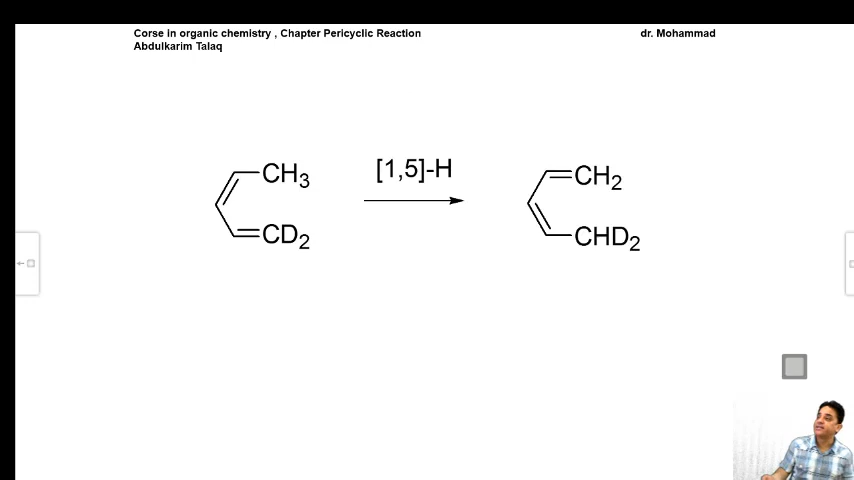 Corse in organic chemistry , Chapter Pericyclic Reaction dr. Mohammad
Abdulkarim Talaq
CH3 [1,5]-H CH2
CD2 CHD2